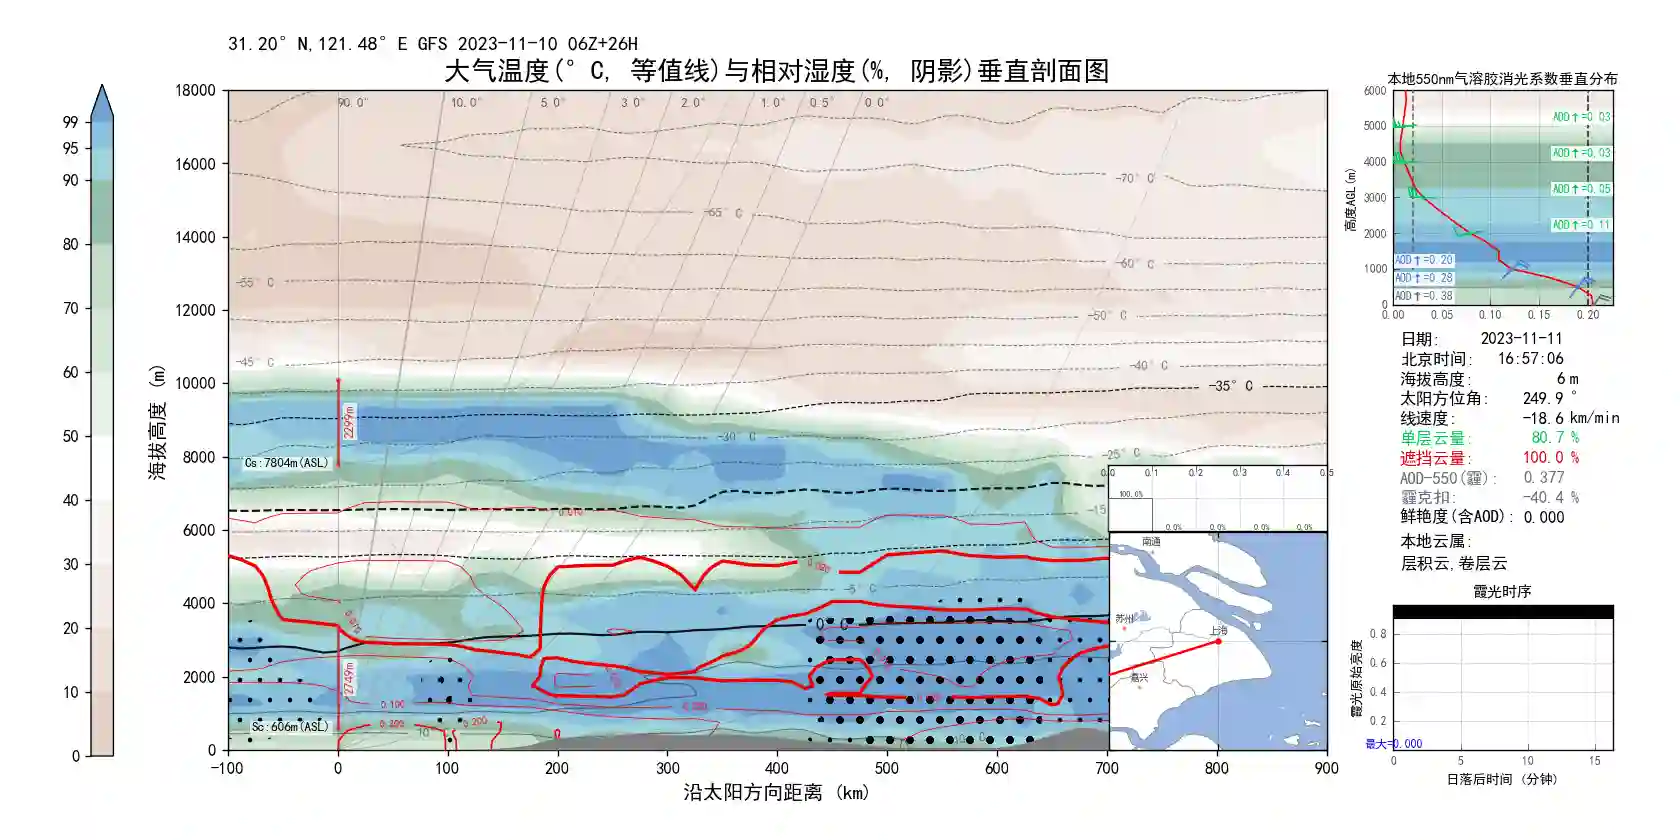 31.20° N,121.48° E GFS 2023-11-10 06Z+26H
大气温度(° C, 等值线)与相对湿度(%, 阴影)垂直剖面图
99
95
90
80
70
60
50
40
30
20
10
0
海拔高度 (m)
18000
16000
14000
12000
10000
8000
6000
4000
2000
0
90.0° 10.0° 5.0° 3.0° 2.0° 1.0° 0.5° 0.0°
-70° C
-65° C
-60° C
-55° C
-50° C
-45° C
-40° C
-35° C
-30° C
-25° C
-15
-5° C
0° C
10
2299m
Cs:7804m(ASL)
2749m
Sc:606m(ASL)
0.010
0.020
0.100
0.200
0.200
-100 0 100 200 300 400 500 600 700 800 900
沿太阳方向距离 (km)
0.0 0.1 0.2 0.3 0.4 0.5
100.0%
0.0% 0.0% 0.0% 0.0%
南通
苏州
上海
嘉兴
本地550nm气溶胶消光系数垂直分布
高度AGL(m)
6000
5000
4000
3000
2000
1000
0
AOD↑=0.03
AOD↑=0.03
AOD↑=0.05
AOD↑=0.11
AOD↑=0.20
AOD↑=0.28
AOD↑=0.38
0.00 0.05 0.10 0.15 0.20
日期: 2023-11-11
北京时间: 16:57:06
海拔高度: 6 m
太阳方位角: 249.9 °
线速度: -18.6 km/min
单层云量: 80.7 %
遮挡云量: 100.0 %
AOD-550(霾): 0.377
霾克扣: -40.4 %
鲜艳度(含AOD): 0.000
本地云属:
层积云,卷层云
霞光时序
霞光原始亮度
0.8
0.6
0.4
0.2
最大=0.000
0 5 10 15
日落后时间 (分钟)